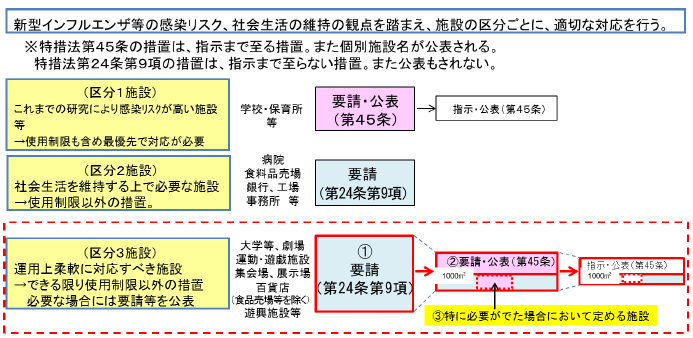 新型インフルエンザ等の感染リスク、社会生活の維持の観点を踏まえ、施設の区分ごとに、適切な対応を行う。
※特措法第45条の措置は、指示まで至る措置。また個別施設名が公表される。
特措法第24条第9項の措置は、指示まで至らない措置。また公表もされない。
(区分1施設)
これまでの研究により感染リスクが高い施設
等
→使用制限も含め最優先で対応が必要
学校・保育所
等
要請・公表
(第45条)
指示・公表(第45条)
(区分2施設)
社会生活を維持する上で必要な施設
→使用制限以外の措置。
病院
食料品売場
銀行、工場
事務所 等
要請
(第24条第9項)
(区分3施設)
運用上柔軟に対応すべき施設
→できる限り使用制限以外の措置
必要な場合には要請等を公表
大学等、劇場
運動・遊戯施設
集会場、展示場
百貨店
(食品売場等を除く)
遊興施設等
①
要請
(第24条第9項)
②要請・公表(第45条)
1000㎡
指示・公表(第45条)
1000㎡
③特に必要がでた場合において定める施設